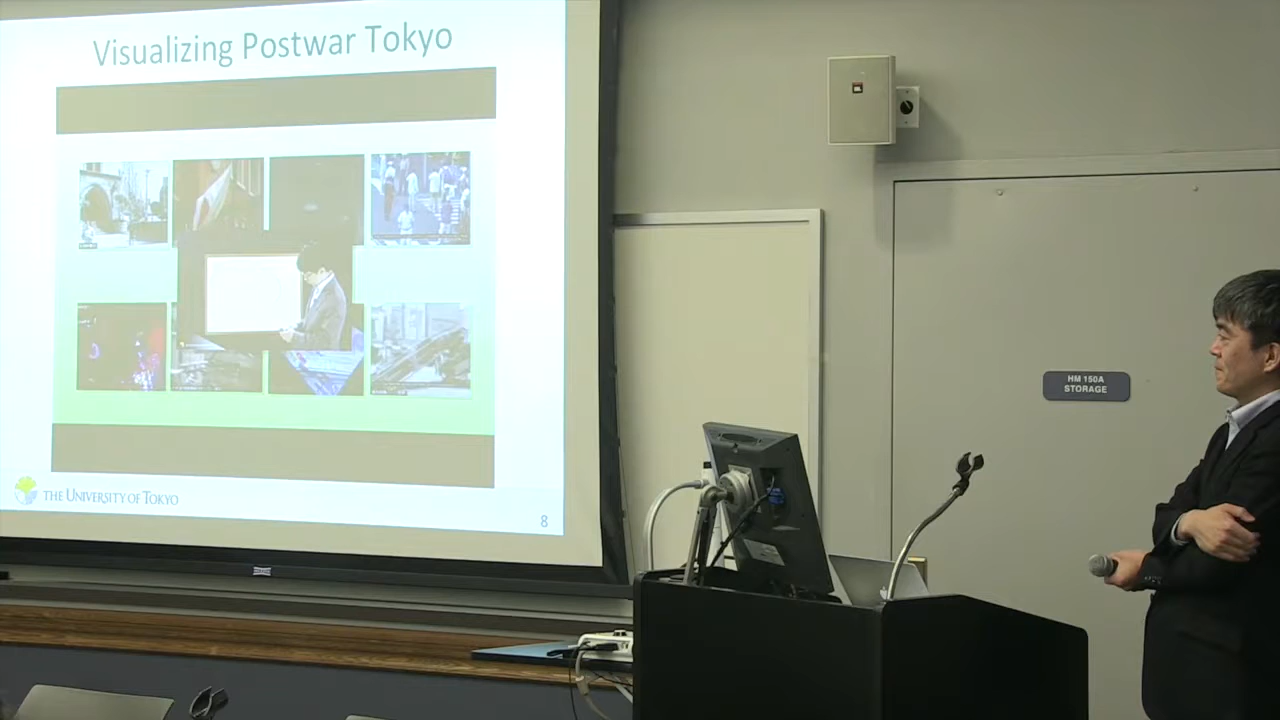 Visualizing Postwar Tokyo
THE UNIVERSITY OF TOKYO
8
HM 150A
STORAGE